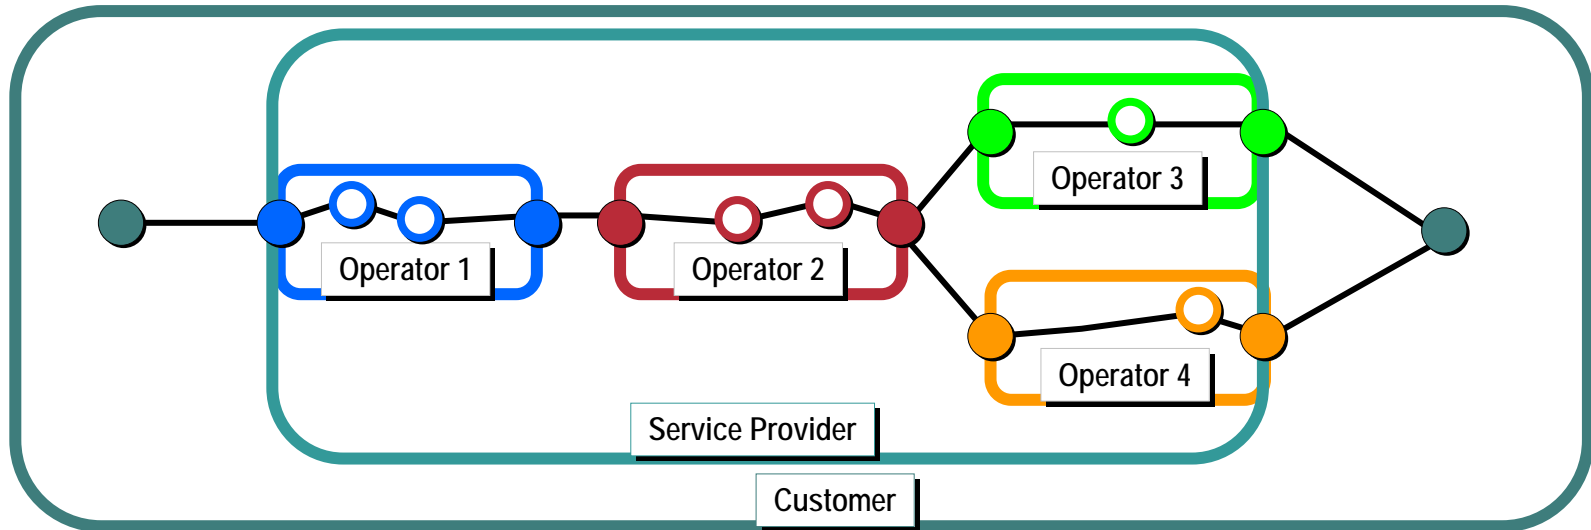 Operator 3
Operator 1
Operator 2
Operator 4
Service Provider
Customer